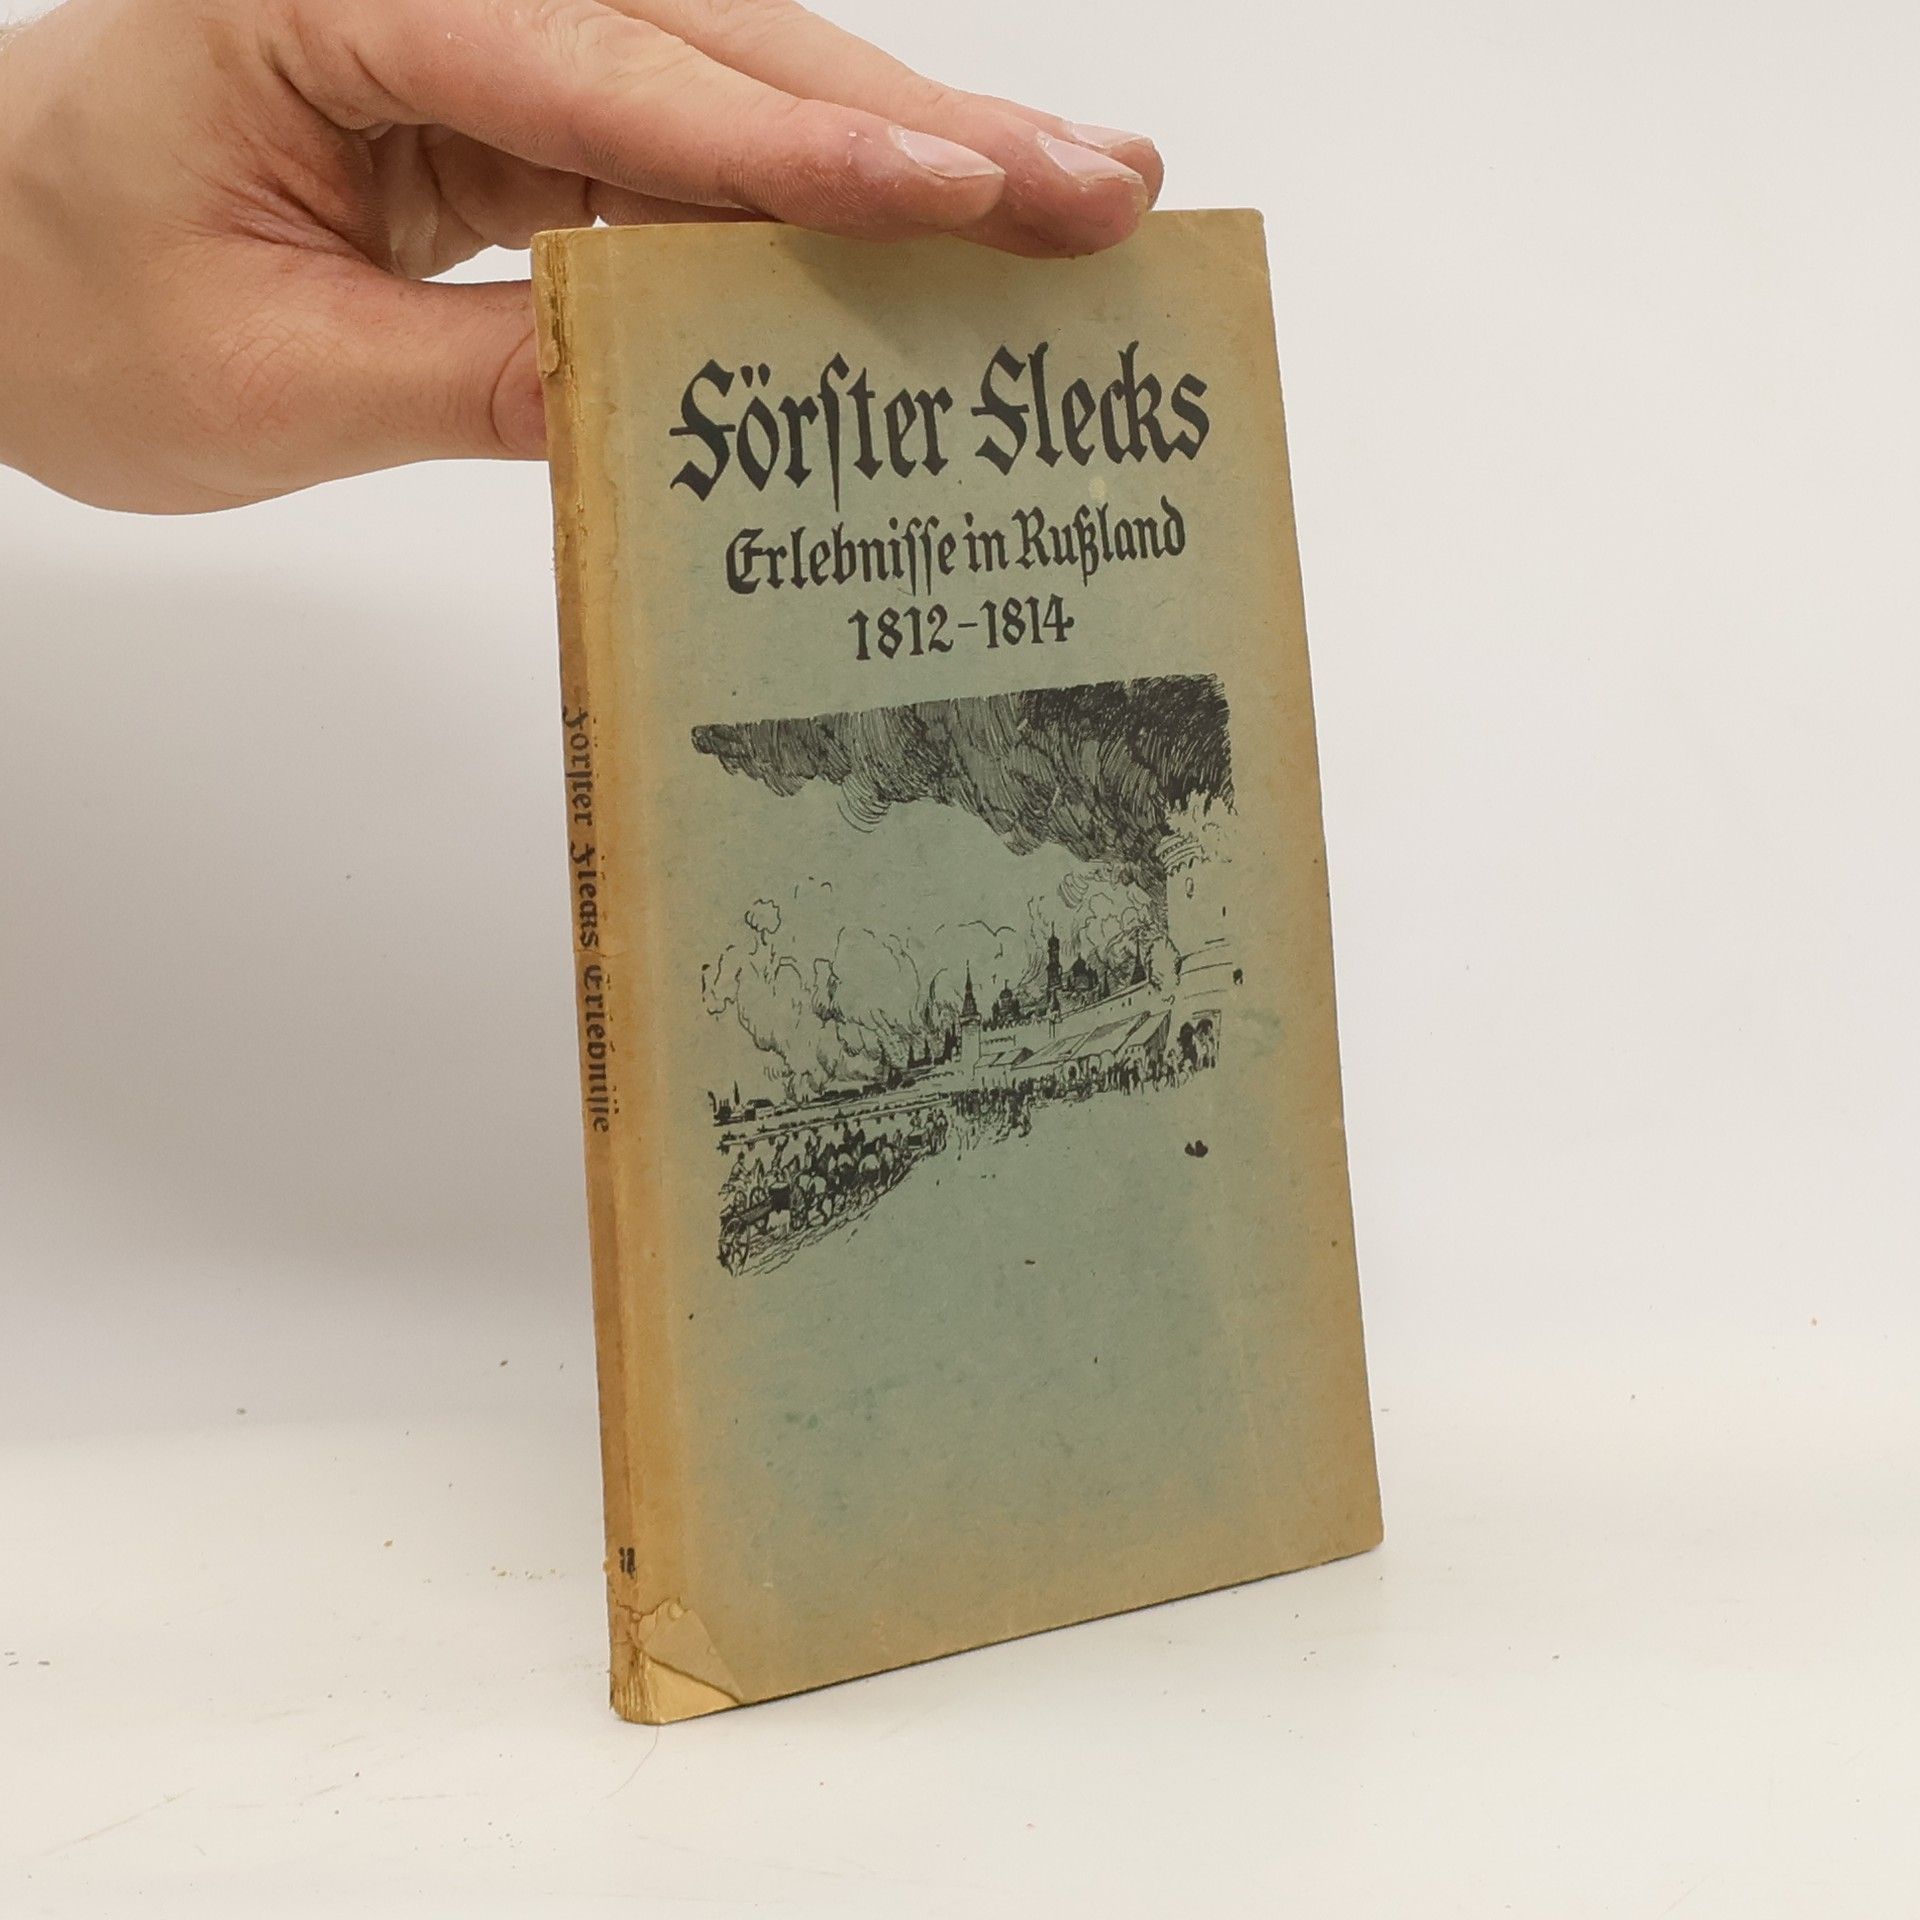 Förſter Flecks
Erlebniſſe in Rußland
1812-1814
Förſter Flecks / Erlebniſſe